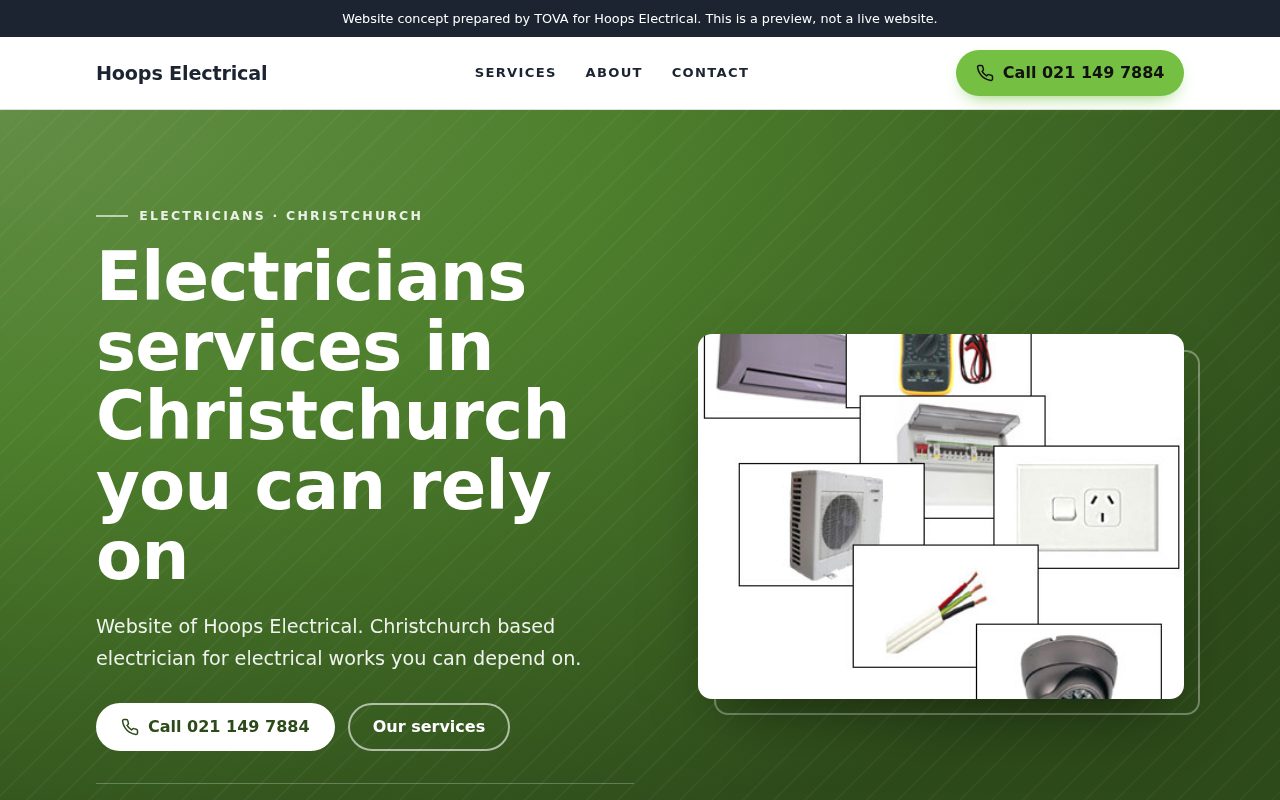 Website concept prepared by TOVA for Hoops Electrical. This is a preview, not a live website.
Hoops Electrical
SERVICES
ABOUT
CONTACT
Call 021 149 7884
ELECTRICIANS · CHRISTCHURCH
Electricians
services in
Christchurch
you can rely
on
Website of Hoops Electrical. Christchurch based
electrician for electrical works you can depend on.
Call 021 149 7884
Our services